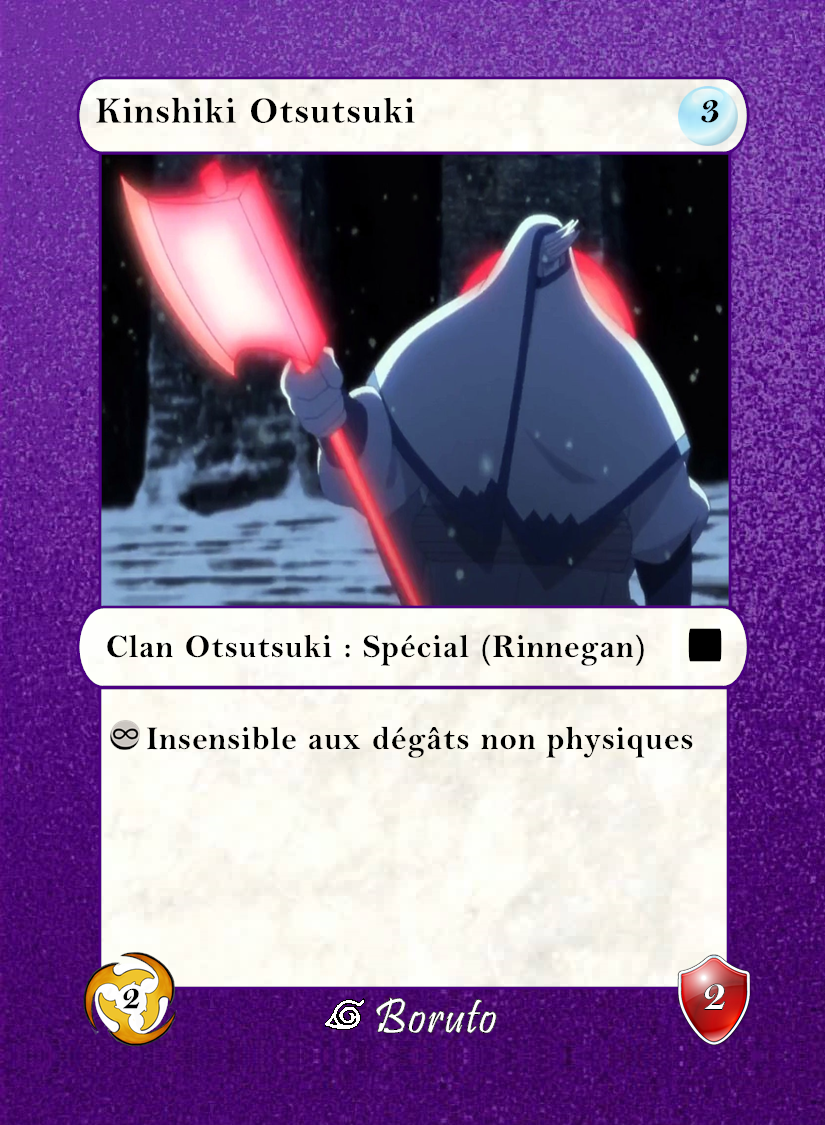 Kinshiki Otsutsuki
3
Clan Otsutsuki : Spécial (Rinnegan)
∞ Insensible aux dégâts non physiques
2
Boruto
2